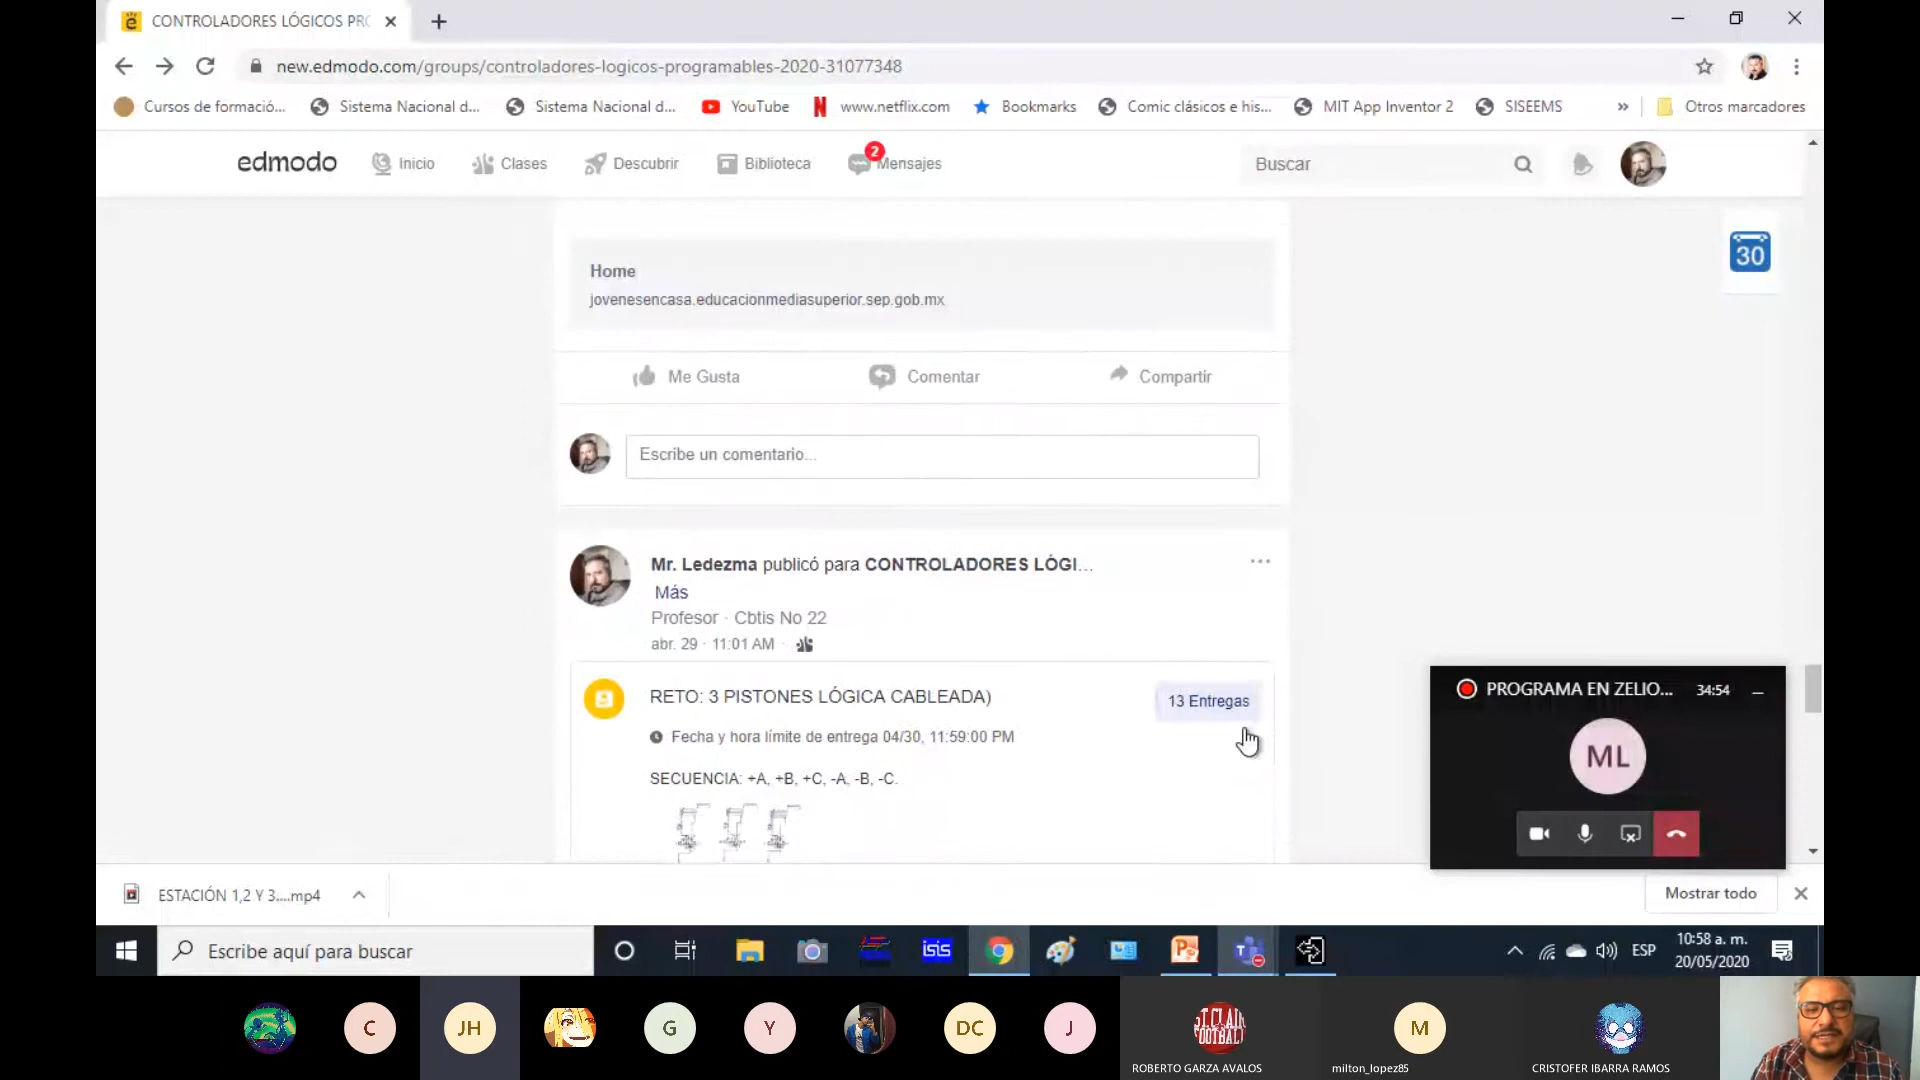 CONTROLADORES LÓGICOS PRO
new.edmodo.com/groups/controladores-logicos-programables-2020-31077348
Cursos de formació... Sistema Nacional d... Sistema Nacional d... YouTube www.netflix.com Bookmarks Comic clásicos e his... MIT App Inventor 2 SISEEMS » Otros marcadores
edmodo Inicio Clases Descubrir Biblioteca 2 Mensajes Buscar
30
Home
jovenesencasa.educacionmediasuperior.sep.gob.mx
Me Gusta Comentar Compartir
Escribe un comentario...
Mr. Ledezma publicó para CONTROLADORES LÓGI...
Más
Profesor · Cbtis No 22
abr. 29 · 11:01 AM ·
RETO: 3 PISTONES LÓGICA CABLEADA)
13 Entregas
Fecha y hora límite de entrega 04/30, 11:59:00 PM
SECUENCIA: +A, +B, +C, -A, -B, -C.
PROGRAMA EN ZELIO... 34:54
ML
ESTACIÓN 1,2 Y 3....mp4
Mostrar todo
Escribe aquí para buscar
isis
ESP
10:58 a. m.
20/05/2020
C JH G Y DC J M
ROBERTO GARZA AVALOS
milton_lopez85
CRISTOFER IBARRA RAMOS